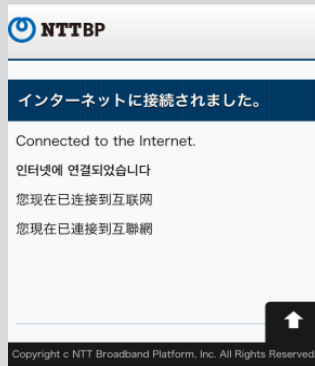 NTTBP
インターネットに接続されました。
Connected to the Internet.
인터넷에 연결되었습니다
您现在已连接到互联网
您現在已連接到互聯網
Copyright c NTT Broadband Platform, Inc. All Rights Reserved.